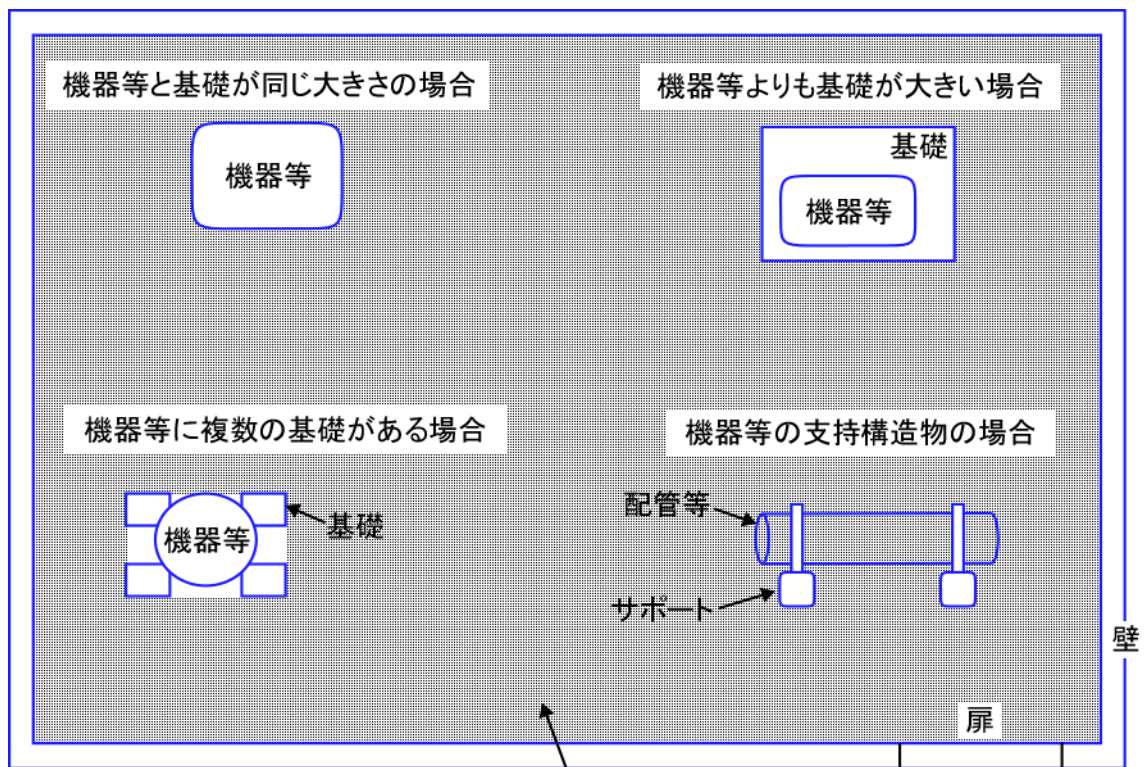 機器等と基礎が同じ大きさの場合
機器等よりも基礎が大きい場合
機器等
基礎
機器等
機器等に複数の基礎がある場合
機器等の支持構造物の場合
機器等
基礎
配管等
サポート
壁
扉